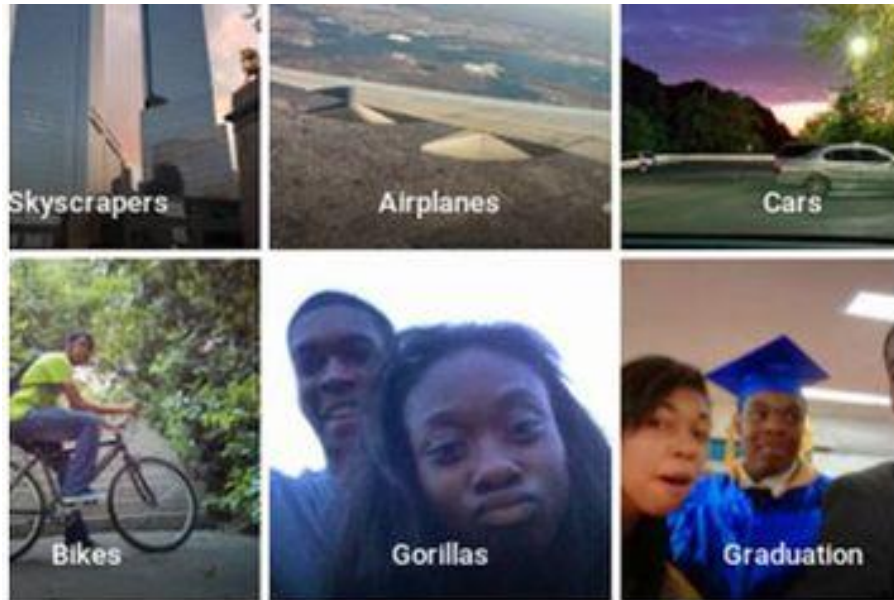 Skyscrapers
Airplanes
Cars
Bikes
Gorillas
Graduation